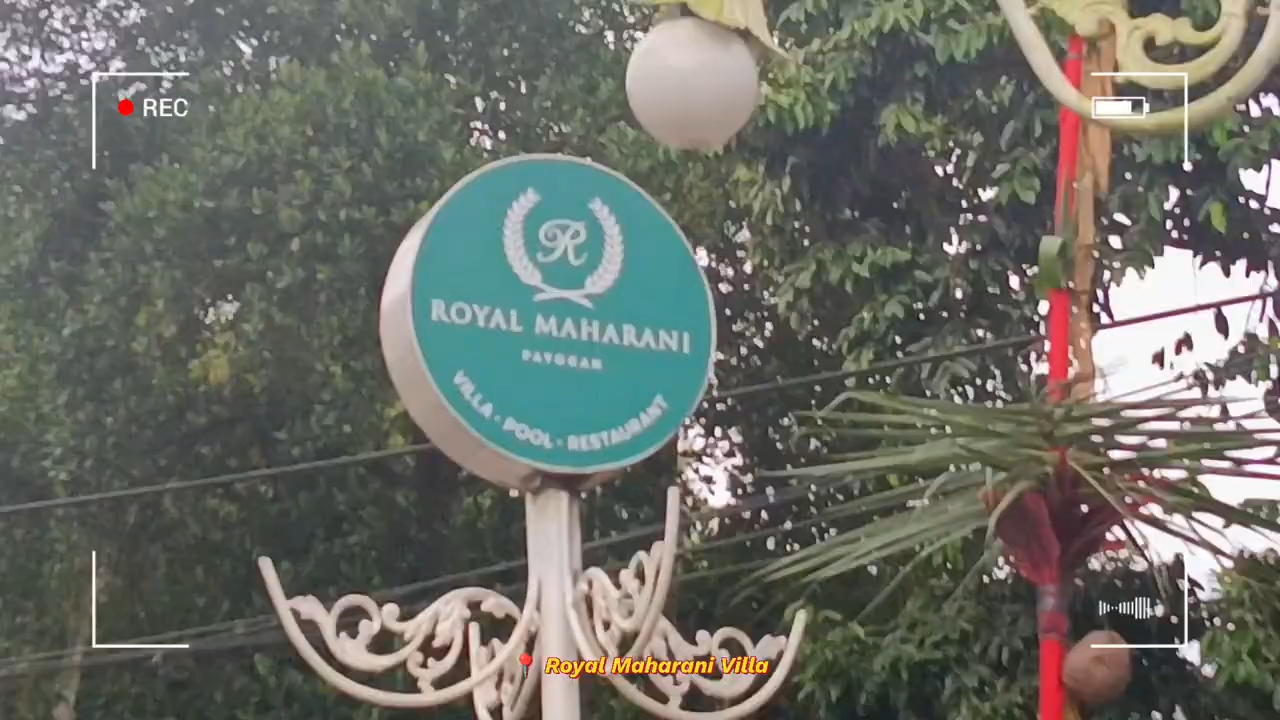 REC
R
ROYAL MAHARANI
PAYOGAN
VILLA · POOL · RESTAURANT
📍 Royal Maharani Villa